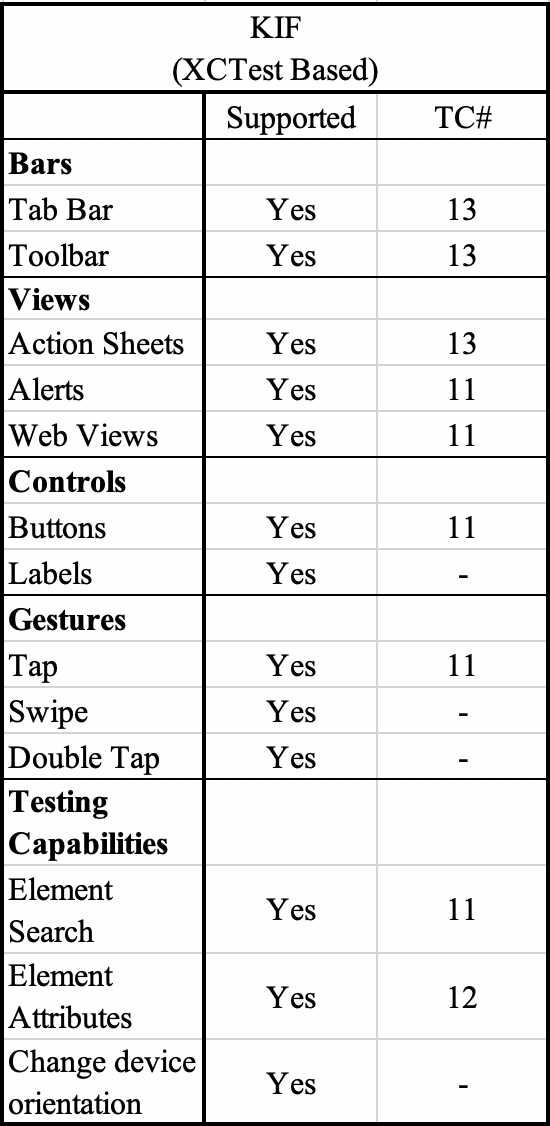 KIF
(XCTest Based)
Supported TC#
Bars
Tab Bar Yes 13
Toolbar Yes 13
Views
Action Sheets Yes 13
Alerts Yes 11
Web Views Yes 11
Controls
Buttons Yes 11
Labels Yes -
Gestures
Tap Yes 11
Swipe Yes -
Double Tap Yes -
Testing
Capabilities
Element
Search Yes 11
Element
Attributes Yes 12
Change device
orientation Yes -